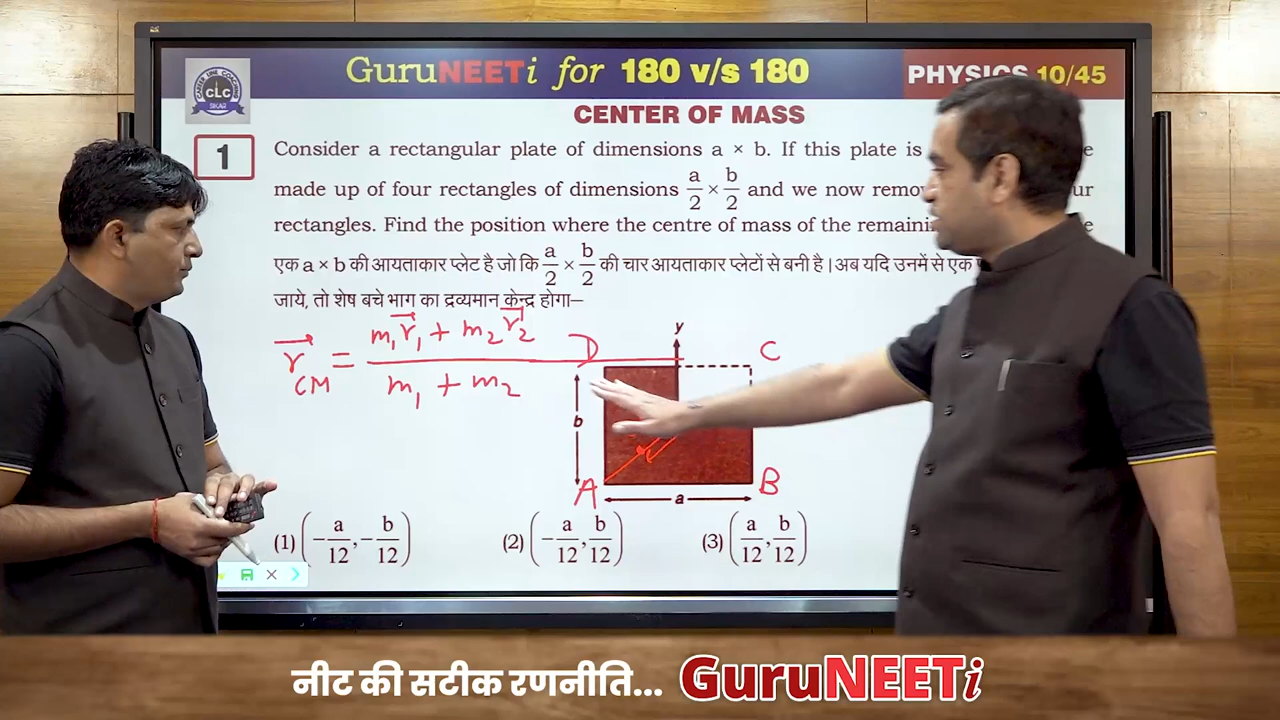 GuruNEETi for 180 v/s 180
PHYSICS 10/45
CLC
SIKAR
CENTER OF MASS
1
Consider a rectangular plate of dimensions a × b. If this plate is
made up of four rectangles of dimensions a/2 × b/2 and we now
rectangles. Find the position where the centre of mass of the
एक a × b की आयताकार प्लेट है जो कि a/2 × b/2 की चार आयताकार प्लेटों से बनी है। अब यदि उनमें से एक
जाये, तो शेष बचे भाग का द्रव्यमान केन्द्र होगा–
r⃗CM = (m₁r⃗₁ + m₂r⃗₂) / (m₁ + m₂)
y
D
C
b
A
B
a
(1) (-a/12, -b/12) (2) (-a/12, b/12) (3) (a/12, b/12)
नीट की सटीक रणनीति... GuruNEETi